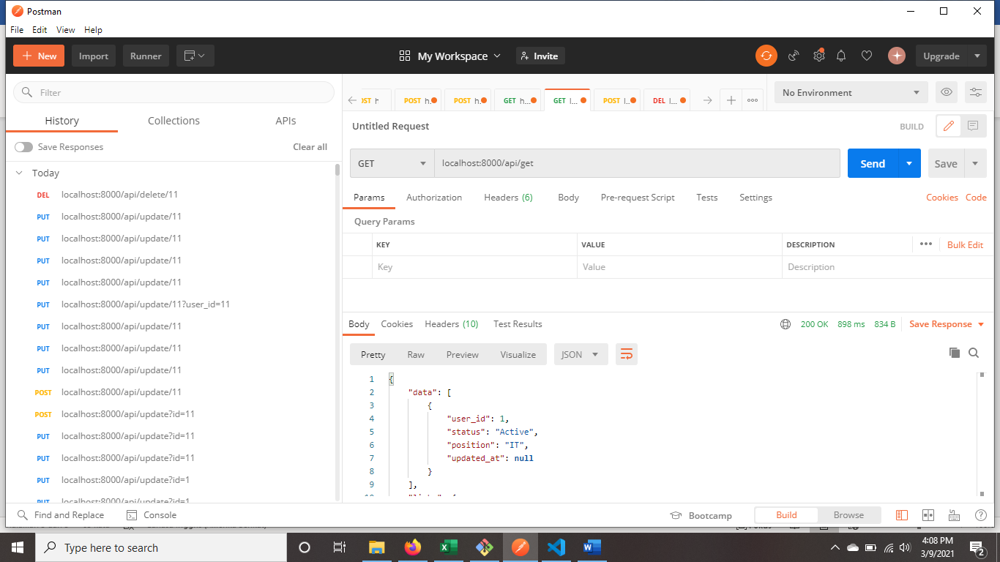 Postman
File Edit View Help
New Import Runner My Workspace Invite Upgrade
Filter
History Collections APIs
Save Responses Clear all
Today
DEL localhost:8000/api/delete/11
PUT localhost:8000/api/update/11
PUT localhost:8000/api/update/11
PUT localhost:8000/api/update/11
PUT localhost:8000/api/update/11
PUT localhost:8000/api/update/11?user_id=11
PUT localhost:8000/api/update/11
PUT localhost:8000/api/update/11
PUT localhost:8000/api/update/11
POST localhost:8000/api/update/11
POST localhost:8000/api/update?id=11
PUT localhost:8000/api/update?id=11
PUT localhost:8000/api/update?id=11
PUT localhost:8000/api/update?id=1
PUT localhost:8000/api/update?id=1
POST h.. POST h.. GET h.. GET l... POST l.. DEL l...
No Environment
Untitled Request BUILD
GET localhost:8000/api/get Send Save
Params Authorization Headers (6) Body Pre-request Script Tests Settings Cookies Code
Query Params
KEY VALUE DESCRIPTION ••• Bulk Edit
Key Value Description
Body Cookies Headers (10) Test Results 200 OK 898 ms 834 B Save Response
Pretty Raw Preview Visualize JSON
1 {
2 "data": [
3 {
4 "user_id": 1,
5 "status": "Active",
6 "position": "IT",
7 "updated_at": null
8 }
9 ],
Find and Replace Console Bootcamp Build Browse
Type here to search
4:08 PM
3/9/2021
2